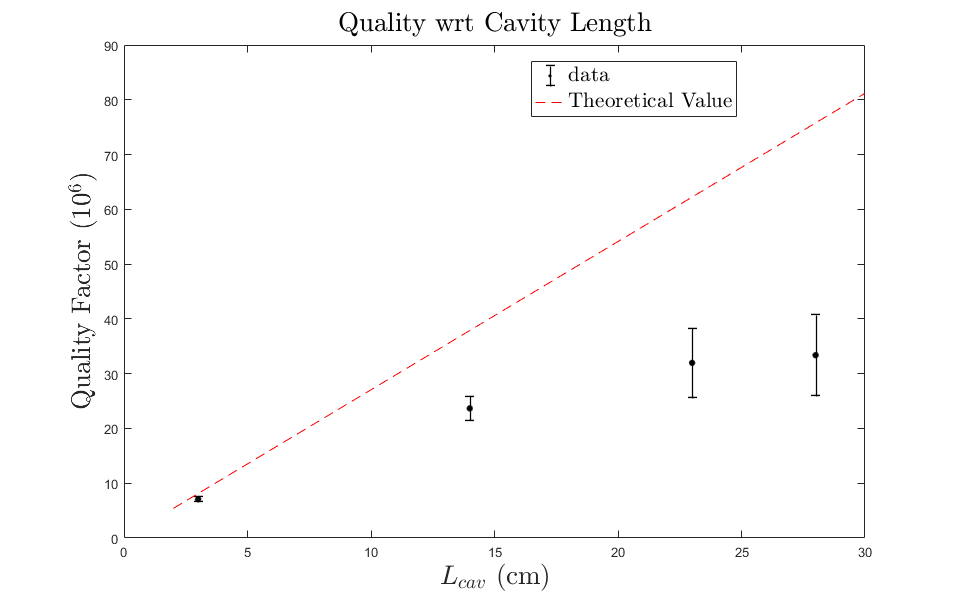 Quality wrt Cavity Length
data
Theoretical Value
Quality Factor (10⁶)
90
80
70
60
50
40
30
20
10
0
0 5 10 15 20 25 30
L_cav (cm)